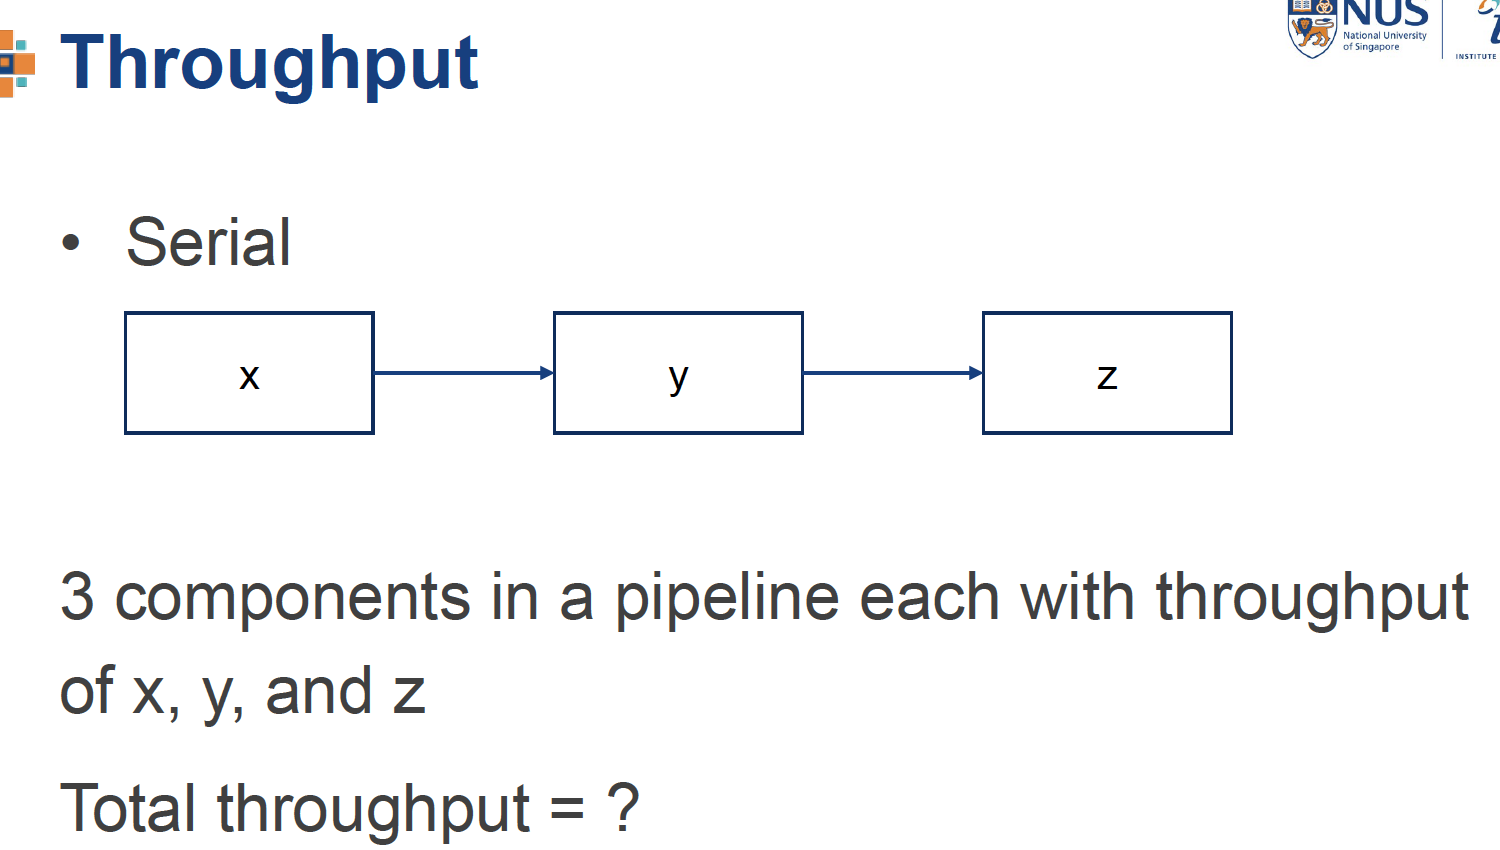 Throughput
NUS
National University
of Singapore
INSTITUTE
• Serial
x
y
z
3 components in a pipeline each with throughput
of x, y, and z
Total throughput = ?